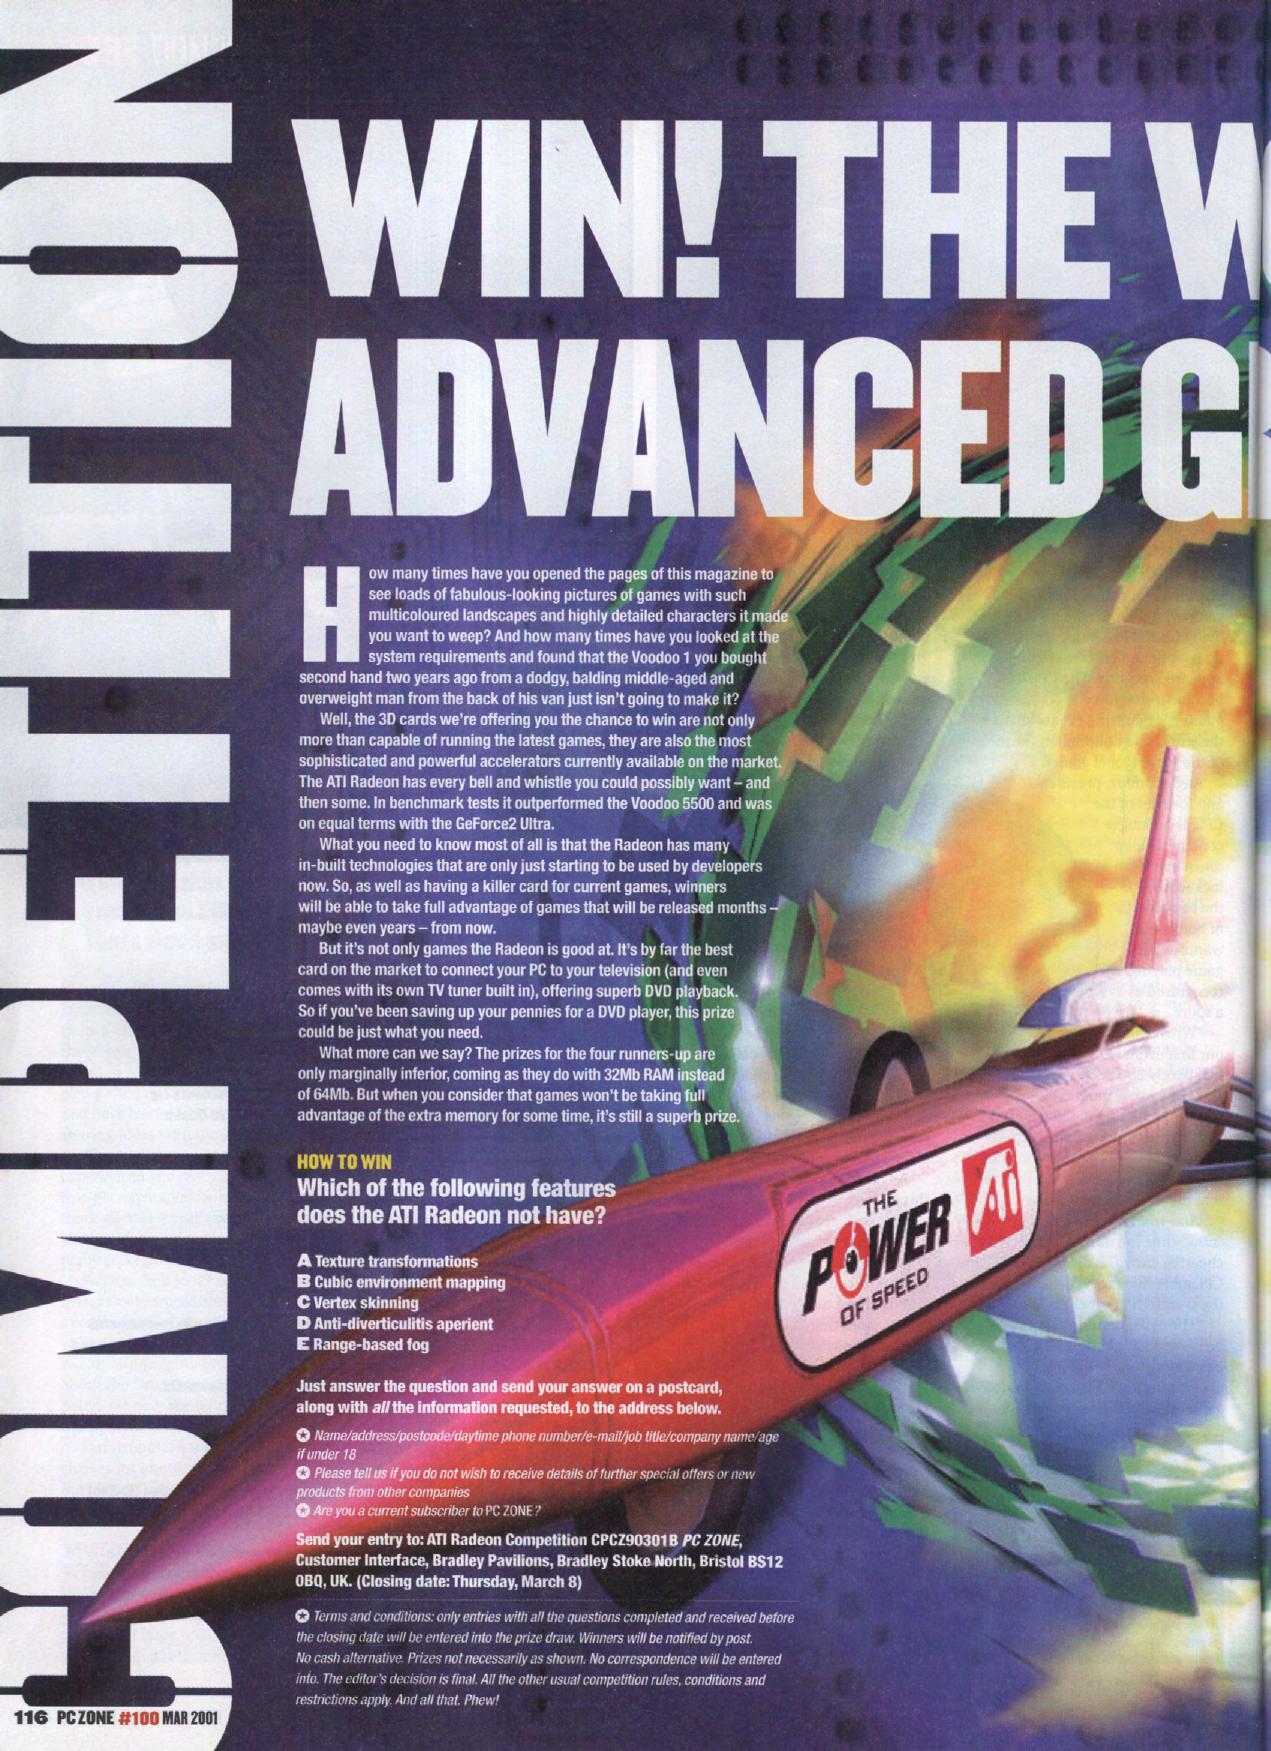 COMPETITION
WIN! THE W
ADVANCED G
How many times have you opened the pages of this magazine to
see loads of fabulous-looking pictures of games with such
multicoloured landscapes and highly detailed characters it made
you want to weep? And how many times have you looked at the
system requirements and found that the Voodoo 1 you bought
second hand two years ago from a dodgy, balding middle-aged and
overweight man from the back of his van just isn't going to make it?
Well, the 3D cards we're offering you the chance to win are not only
more than capable of running the latest games, they are also the most
sophisticated and powerful accelerators currently available on the market.
The ATI Radeon has every bell and whistle you could possibly want – and
then some. In benchmark tests it outperformed the Voodoo 5500 and was
on equal terms with the GeForce2 Ultra.
What you need to know most of all is that the Radeon has many
in-built technologies that are only just starting to be used by developers
now. So, as well as having a killer card for current games, winners
will be able to take full advantage of games that will be released months –
maybe even years – from now.
But it's not only games the Radeon is good at. It's by far the best
card on the market to connect your PC to your television (and even
comes with its own TV tuner built in), offering superb DVD playback.
So if you've been saving up your pennies for a DVD player, this prize
could be just what you need.
What more can we say? The prizes for the four runners-up are
only marginally inferior, coming as they do with 32Mb RAM instead
of 64Mb. But when you consider that games won't be taking full
advantage of the extra memory for some time, it's still a superb prize.
HOW TO WIN
Which of the following features
does the ATI Radeon not have?
A Texture transformations
B Cubic environment mapping
C Vertex skinning
D Anti-diverticulitis aperient
E Range-based fog
Just answer the question and send your answer on a postcard,
along with all the information requested, to the address below.
Name/address/postcode/daytime phone number/e-mail/job title/company name/age
if under 18
Please tell us if you do not wish to receive details of further special offers or new
products from other companies
Are you a current subscriber to PC ZONE?
Send your entry to: ATI Radeon Competition CPCZ90301B PC ZONE,
Customer Interface, Bradley Pavilions, Bradley Stoke North, Bristol BS12
0BQ, UK. (Closing date: Thursday, March 8)
Terms and conditions: only entries with all the questions completed and received before
the closing date will be entered into the prize draw. Winners will be notified by post.
No cash alternative. Prizes not necessarily as shown. No correspondence will be entered
into. The editor's decision is final. All the other usual competition rules, conditions and
restrictions apply. And all that. Phew!
THE
POWER
OF SPEED
ATi
116 PC ZONE #100 MAR 2001